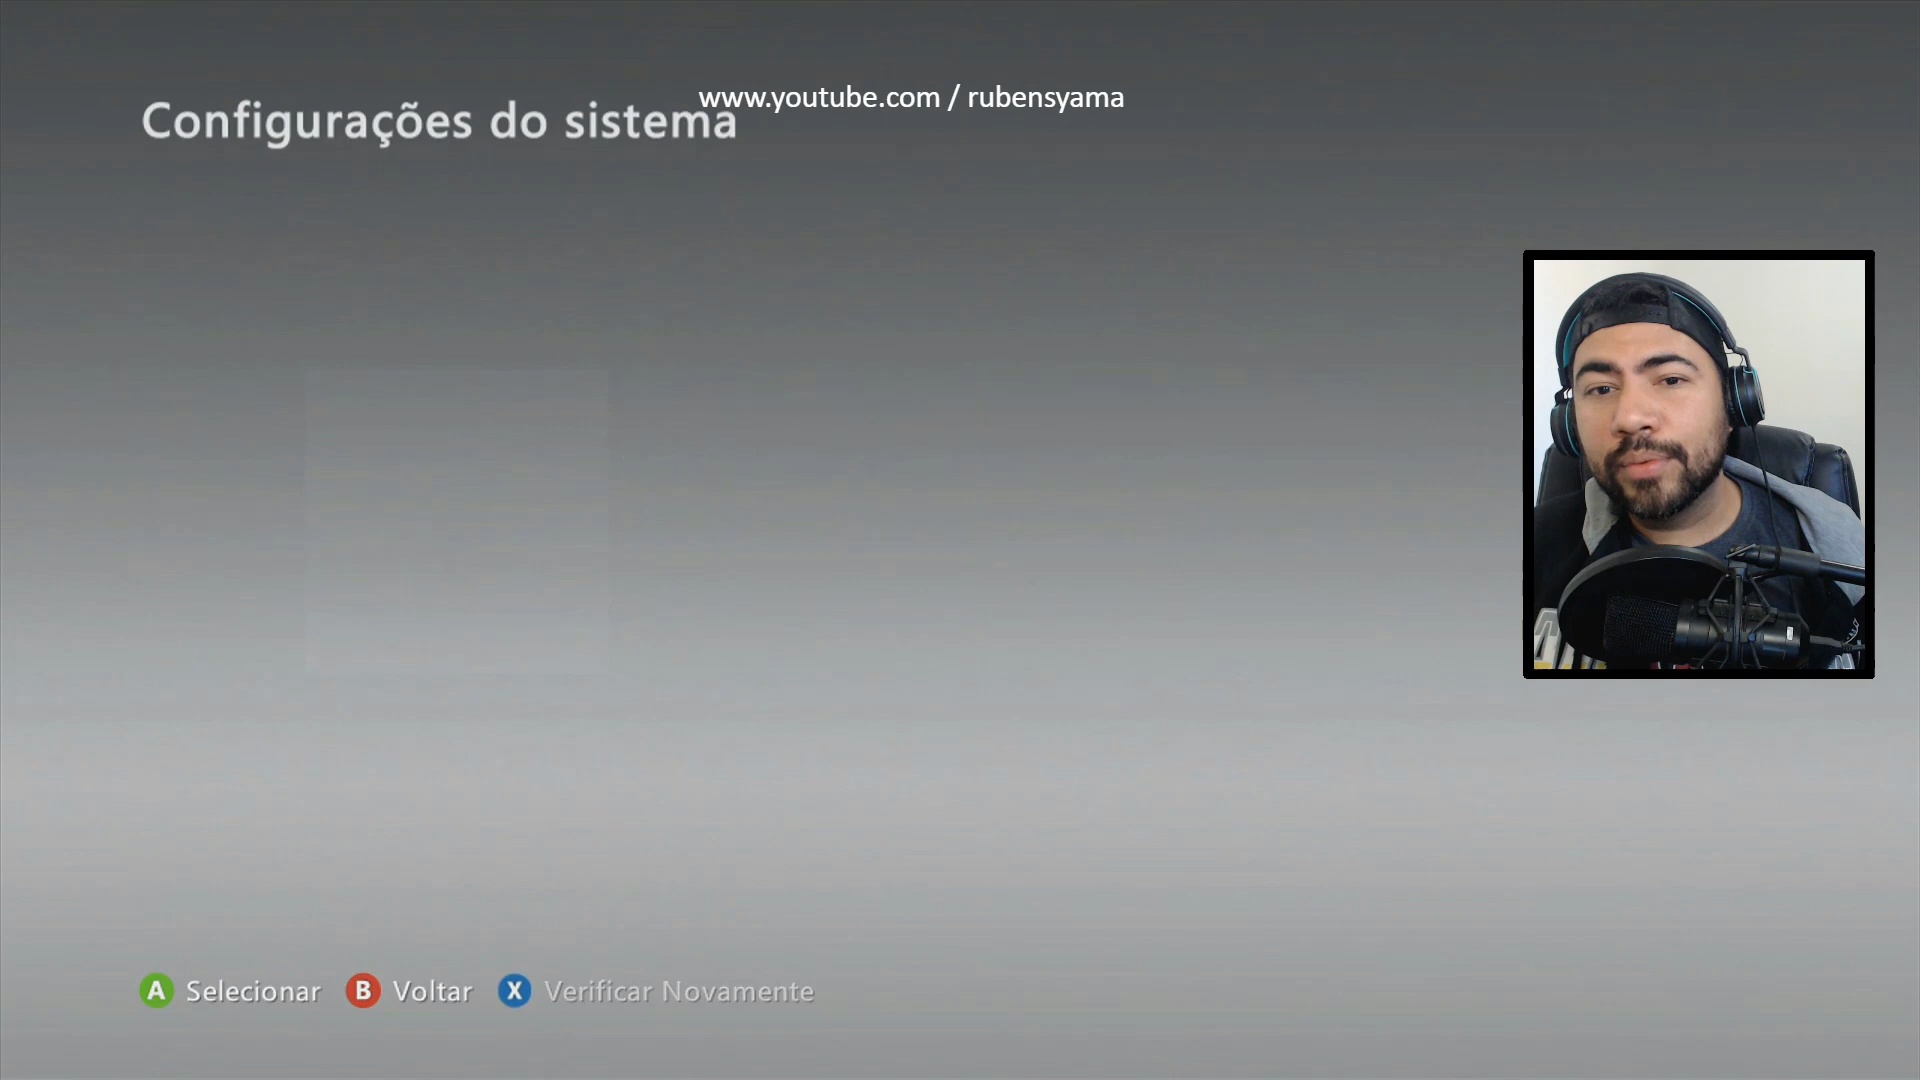 www.youtube.com / rubensyama
Configurações do sistema
A Selecionar B Voltar X Verificar Novamente